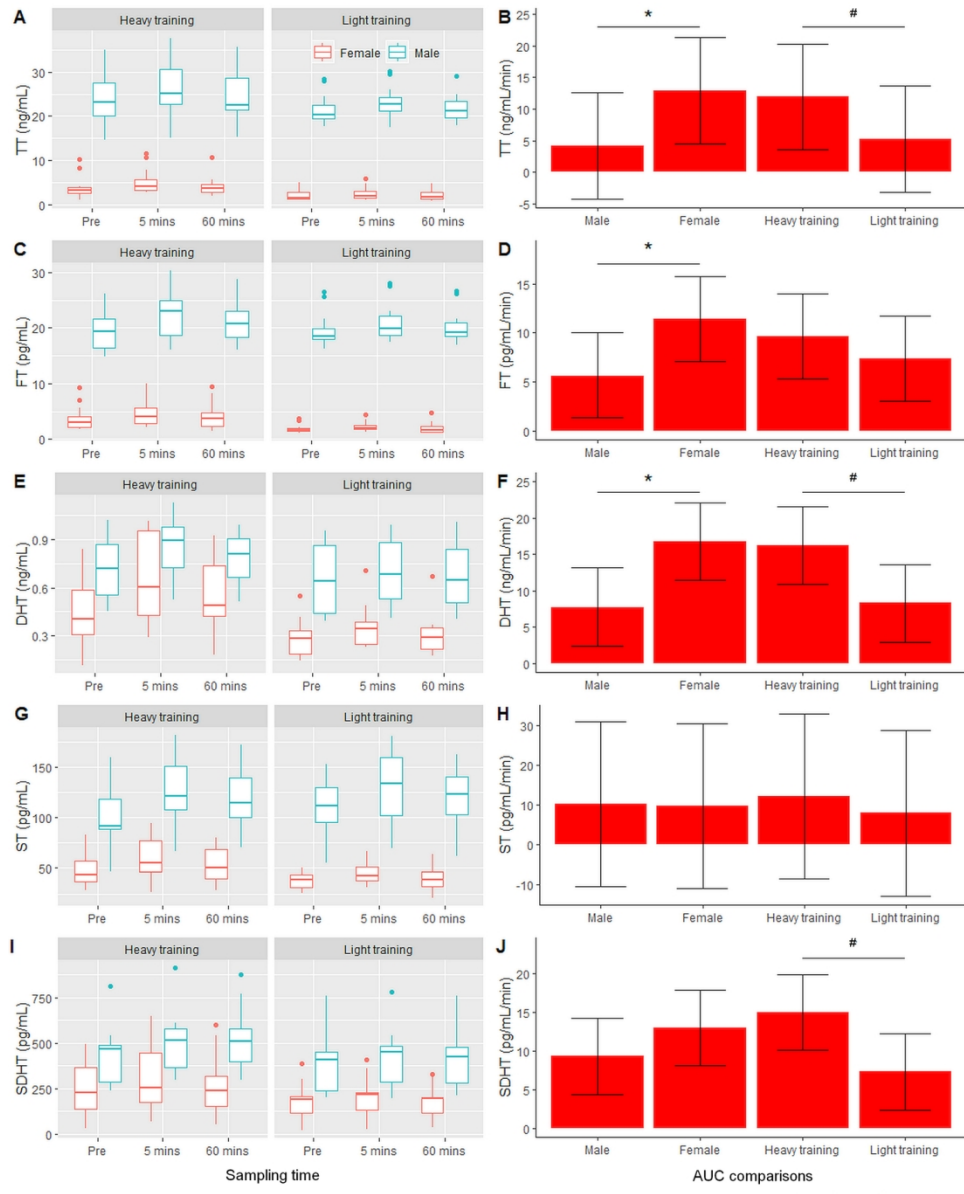 A
Heavy training
Light training
Female Male
TT (ng/mL)
30
20
10
0
Pre 5 mins 60 mins
Pre 5 mins 60 mins
B
* #
TT (ng/mL/min)
25
20
15
10
5
0
-5
Male Female Heavy training Light training
C
Heavy training
Light training
FT (pg/mL)
30
20
10
0
Pre 5 mins 60 mins
Pre 5 mins 60 mins
D
*
FT (pg/mL/min)
15
10
5
0
Male Female Heavy training Light training
E
Heavy training
Light training
DHT (ng/mL)
0.9
0.6
0.3
Pre 5 mins 60 mins
Pre 5 mins 60 mins
F
* #
DHT (ng/mL/min)
25
20
15
10
5
0
Male Female Heavy training Light training
G
Heavy training
Light training
ST (pg/mL)
150
100
50
Pre 5 mins 60 mins
Pre 5 mins 60 mins
H
ST (pg/mL/min)
30
20
10
0
-10
Male Female Heavy training Light training
I
Heavy training
Light training
SDHT (pg/mL)
750
500
250
0
Pre 5 mins 60 mins
Pre 5 mins 60 mins
Sampling time
J
#
SDHT (pg/mL/min)
20
15
10
5
0
Male Female Heavy training Light training
AUC comparisons